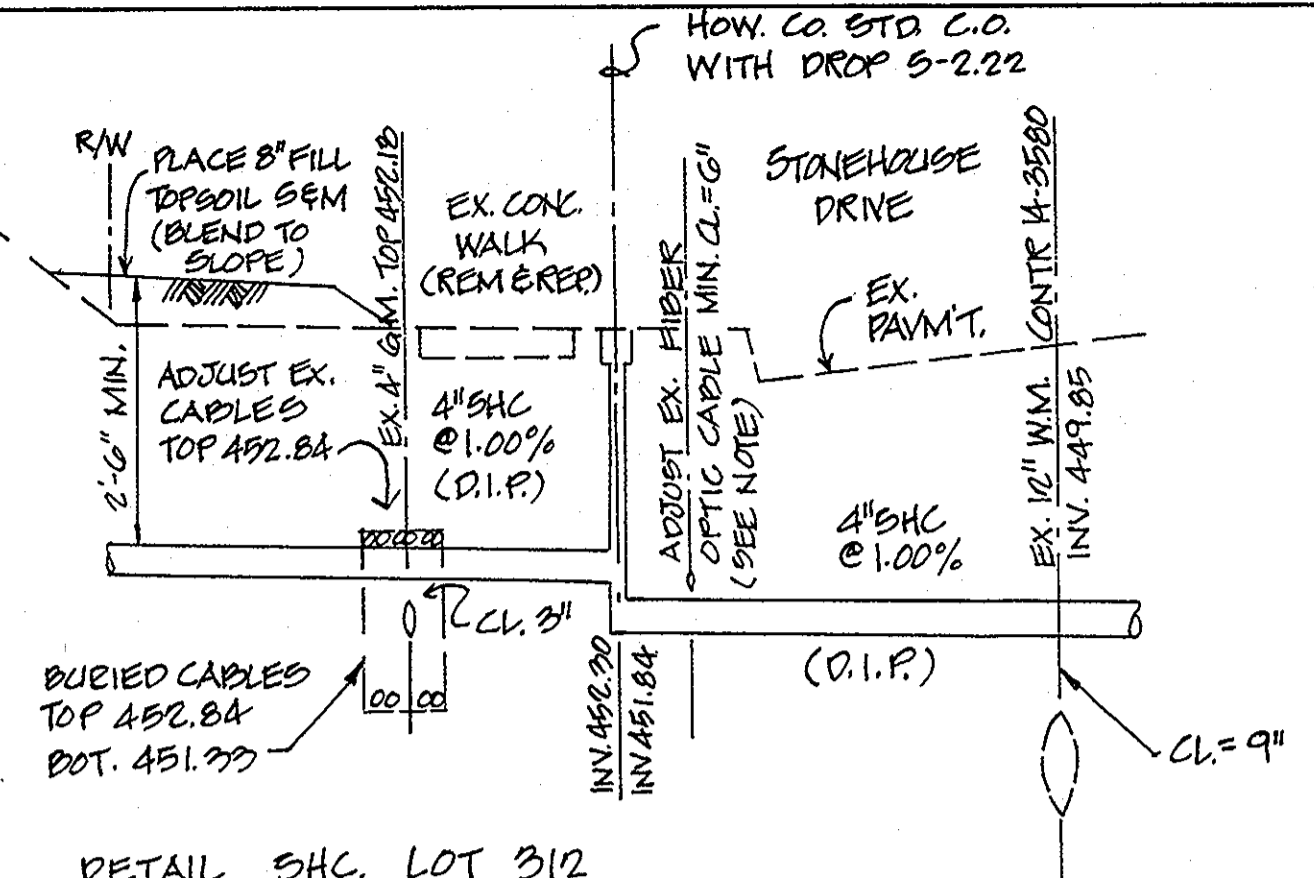 HOW. CO. STD. C.O.
WITH DROP S-2.22
R/W
PLACE 8" FILL
TOPSOIL S&M
(BLEND TO
SLOPE)
EX. 4" G.M. TOP 452.18
EX. CONC.
WALK
(REM & REP.)
ADJUST EX. FIBER
OPTIC CABLE MIN. CL.=6"
(SEE NOTE)
STONEHOUSE
DRIVE
EX.
PAVM'T.
EX. 12" W.M. CONTR 14-3580
INV. 449.85
2'-6" MIN.
ADJUST EX.
CABLES
TOP 452.84
4" SHC
@ 1.00%
(D.I.P.)
4" SHC
@ 1.00%
(D.I.P.)
CL. 3"
BURIED CABLES
TOP 452.84
BOT. 451.33
INV. 452.30
INV 451.84
CL. = 9"
DETAIL SHC. LOT 312